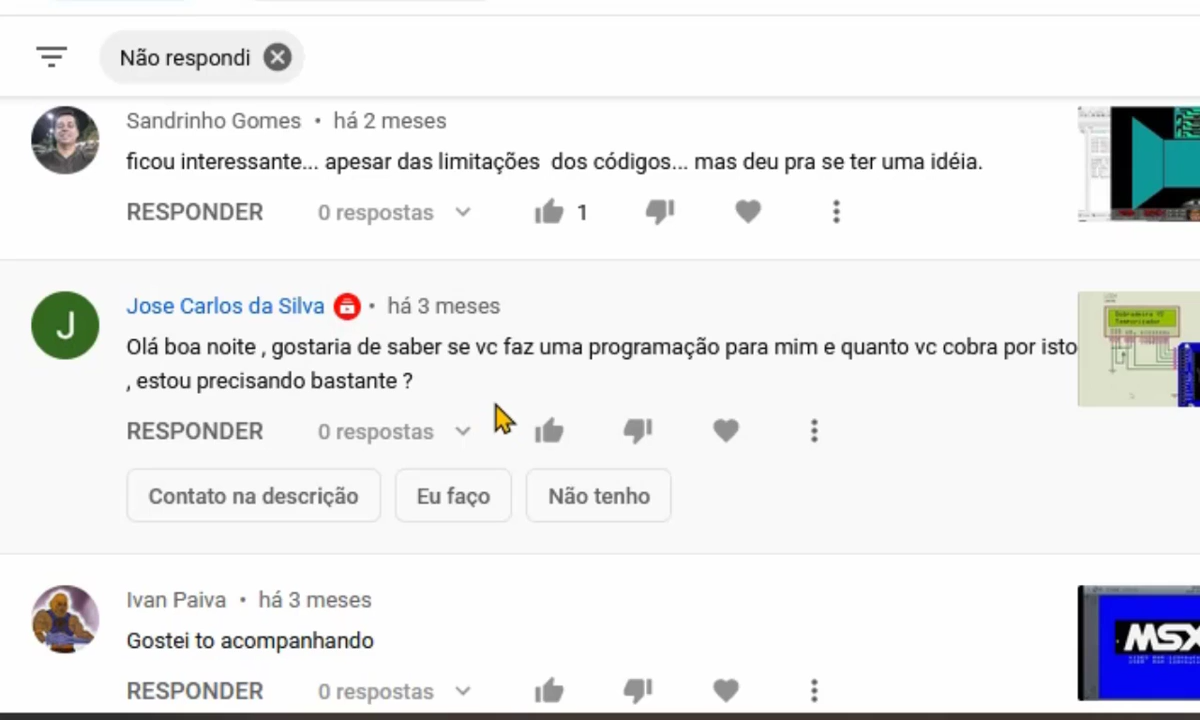 Não respondi
Sandrinho Gomes • há 2 meses
ficou interessante... apesar das limitações dos códigos... mas deu pra se ter uma idéia.
RESPONDER 0 respostas 1
J
Jose Carlos da Silva • há 3 meses
Olá boa noite , gostaria de saber se vc faz uma programação para mim e quanto vc cobra por isto
, estou precisando bastante ?
RESPONDER 0 respostas
Contato na descrição Eu faço Não tenho
Ivan Paiva • há 3 meses
Gostei to acompanhando
MSX
RESPONDER 0 respostas